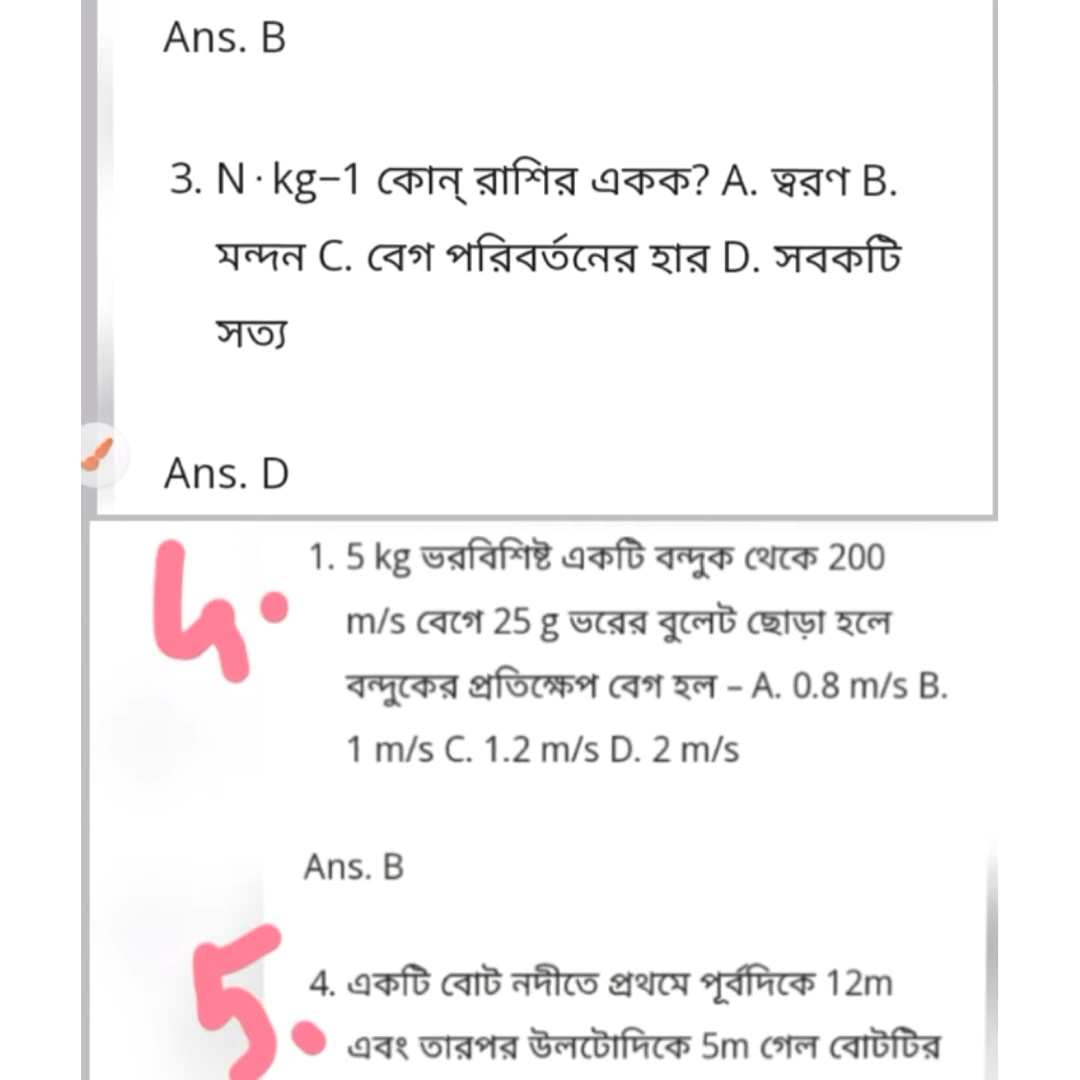 Ans. B
3. N · kg−1 কোন্ রাশির একক? A. ত্বরণ B.
মন্দন C. বেগ পরিবর্তনের হার D. সবকটি
সত্য
Ans. D
4.
1. 5 kg ভরবিশিষ্ট একটি বন্দুক থেকে 200
m/s বেগে 25 g ভরের বুলেট ছোড়া হলে
বন্দুকের প্রতিক্ষেপ বেগ হল – A. 0.8 m/s B.
1 m/s C. 1.2 m/s D. 2 m/s
Ans. B
5.
4. একটি বোট নদীতে প্রথমে পূর্বদিকে 12m
এবং তারপর উলটোদিকে 5m গেল বোটটির